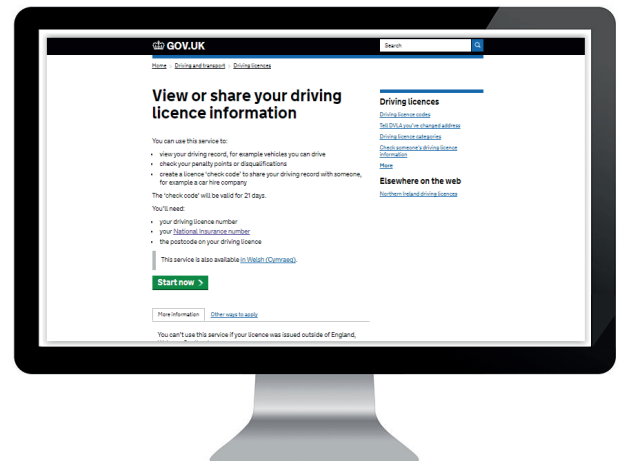 GOV.UK
Search
Home > Driving and transport > Driving licences
View or share your driving
licence information
You can use this service to:
• view your driving record, for example vehicles you can drive
• check your penalty points or disqualifications
• create a licence 'check code' to share your driving record with someone,
for example a car hire company
The 'check code' will be valid for 21 days.
You'll need:
• your driving licence number
• your National Insurance number
• the postcode on your driving licence
This service is also available in Welsh (Cymraeg).
Start now >
More information Other ways to apply
You can't use this service if your licence was issued outside of England,
Driving licences
Driving licence codes
Tell DVLA you've changed address
Driving licence categories
Check someone's driving licence
information
More
Elsewhere on the web
Northern Ireland driving licences